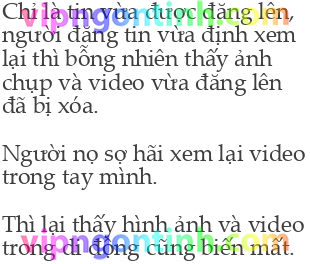 Chỉ là tin vừa được đăng lên,
người đăng tin vừa định xem
lại thì bỗng nhiên thấy ảnh
chụp và video vừa đăng lên
đã bị xóa.
Người nọ sợ hãi xem lại video
trong tay mình.
Thì lại thấy hình ảnh và video
trong di động cũng biến mất.
vipngontinh.com
vipngontinh.com